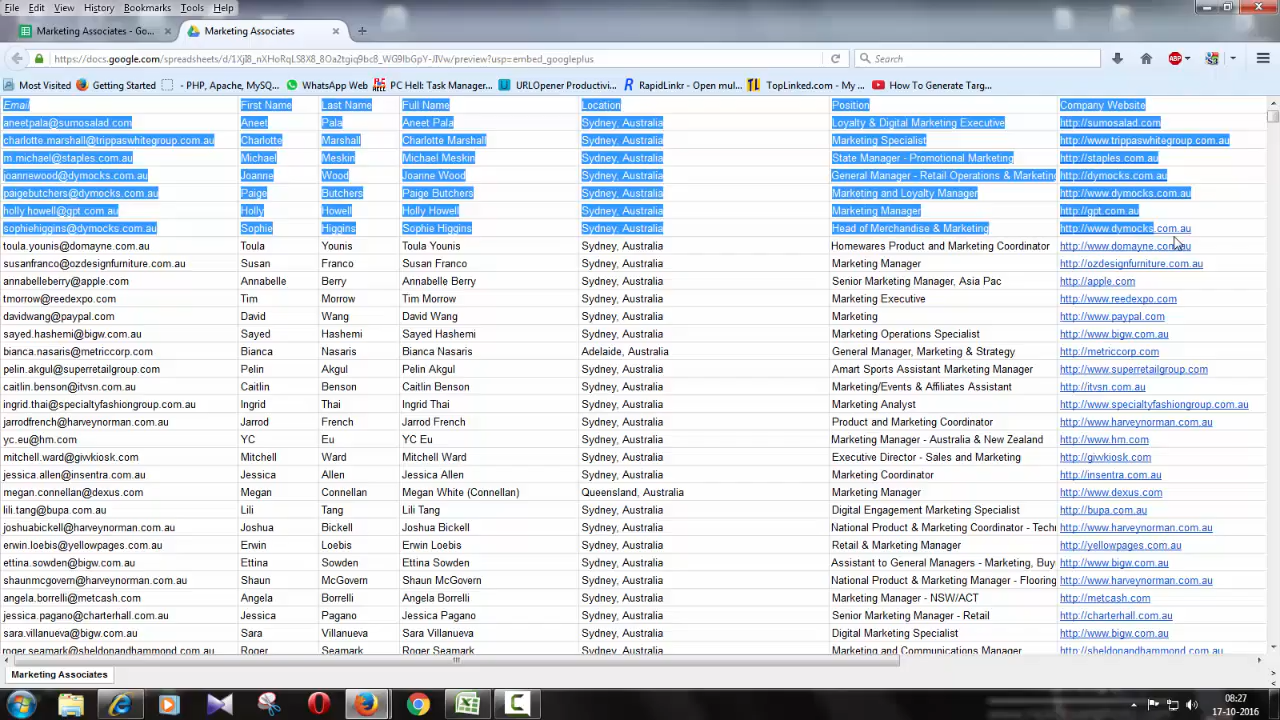 File Edit View History Bookmarks Tools Help
Marketing Associates - Go... × Marketing Associates × +
https://docs.google.com/spreadsheets/d/ /preview?usp=embed_googleplus Search
Most Visited Getting Started - PHP, Apache, MySQ... WhatsApp Web PC Hell: Task Manager... URLOpener Productivi... RapidLinkr - Open mul... TopLinked.com - My ... How To Generate Targ...
Email First Name Last Name Full Name Location Position Company Website
aneetpala@sumosalad.com Aneet Pala Aneet Pala Sydney, Australia Loyalty & Digital Marketing Executive http://sumosalad.com
charlotte.marshall@trippaswhitegroup.com.au Charlotte Marshall Charlotte Marshall Sydney, Australia Marketing Specialist http://www.trippaswhitegroup.com.au
m.michael@staples.com.au Michael Meskin Michael Meskin Sydney, Australia State Manager - Promotional Marketing http://staples.com.au
joannewood@dymocks.com.au Joanne Wood Joanne Wood Sydney, Australia General Manager - Retail Operations & Marketing http://dymocks.com.au
paigebutchers@dymocks.com.au Paige Butchers Paige Butchers Sydney, Australia Marketing and Loyalty Manager http://www.dymocks.com.au
holly.howell@gpt.com.au Holly Howell Holly Howell Sydney, Australia Marketing Manager http://gpt.com.au
sophiehiggins@dymocks.com.au Sophie Higgins Sophie Higgins Sydney, Australia Head of Merchandise & Marketing http://www.dymocks.com.au
toula.younis@domayne.com.au Toula Younis Toula Younis Sydney, Australia Homewares Product and Marketing Coordinator http://www.domayne.com.au
susanfranco@ozdesignfurniture.com.au Susan Franco Susan Franco Sydney, Australia Marketing Manager http://ozdesignfurniture.com.au
annabelleberry@apple.com Annabelle Berry Annabelle Berry Sydney, Australia Senior Marketing Manager, Asia Pac http://apple.com
tmorrow@reedexpo.com Tim Morrow Tim Morrow Sydney, Australia Marketing Executive http://www.reedexpo.com
davidwang@paypal.com David Wang David Wang Sydney, Australia Marketing http://www.paypal.com
sayed.hashemi@bigw.com.au Sayed Hashemi Sayed Hashemi Sydney, Australia Marketing Operations Specialist http://www.bigw.com.au
bianca.nasaris@metriccorp.com Bianca Nasaris Bianca Nasaris Adelaide, Australia General Manager, Marketing & Strategy http://metriccorp.com
pelin.akgul@superretailgroup.com Pelin Akgul Pelin Akgul Sydney, Australia Amart Sports Assistant Marketing Manager http://www.superretailgroup.com
caitlin.benson@itvsn.com.au Caitlin Benson Caitlin Benson Sydney, Australia Marketing/Events & Affiliates Assistant http://itvsn.com.au
ingrid.thai@specialtyfashiongroup.com.au Ingrid Thai Ingrid Thai Sydney, Australia Marketing Analyst http://www.specialtyfashiongroup.com.au
jarrodfrench@harveynorman.com.au Jarrod French Jarrod French Sydney, Australia Product and Marketing Coordinator http://www.harveynorman.com.au
yc.eu@hm.com YC Eu YC Eu Sydney, Australia Marketing Manager - Australia & New Zealand http://www.hm.com
mitchell.ward@givvkiosk.com Mitchell Ward Mitchell Ward Sydney, Australia Executive Director - Sales and Marketing http://givvkiosk.com
jessica.allen@insentra.com.au Jessica Allen Jessica Allen Sydney, Australia Marketing Coordinator http://insentra.com.au
megan.connellan@dexus.com Megan Connellan Megan White (Connellan) Queensland, Australia Marketing Manager http://www.dexus.com
lili.tang@bupa.com.au Lili Tang Lili Tang Sydney, Australia Digital Engagement Marketing Specialist http://bupa.com.au
joshuabickell@harveynorman.com.au Joshua Bickell Joshua Bickell Sydney, Australia National Product & Marketing Coordinator - Techn http://www.harveynorman.com.au
erwin.loebis@yellowpages.com.au Erwin Loebis Erwin Loebis Sydney, Australia Retail & Marketing Manager http://yellowpages.com.au
ettina.sowden@bigw.com.au Ettina Sowden Ettina Sowden Sydney, Australia Assistant to General Managers - Marketing, Buy http://www.bigw.com.au
shaunmcgovern@harveynorman.com.au Shaun McGovern Shaun McGovern Sydney, Australia National Product & Marketing Manager - Flooring http://www.harveynorman.com.au
angela.borrelli@metcash.com Angela Borrelli Angela Borrelli Sydney, Australia Marketing Manager - NSW/ACT http://metcash.com
jessica.pagano@charterhall.com.au Jessica Pagano Jessica Pagano Sydney, Australia Senior Marketing Manager - Retail http://charterhall.com.au
sara.villanueva@bigw.com.au Sara Villanueva Sara Villanueva Sydney, Australia Digital Marketing Specialist http://www.bigw.com.au
roger.seamark@sheldonandhammond.com.au Roger Seamark Roger Seamark Sydney, Australia Marketing and Communications Manager http://sheldonandhammond.com.au
Marketing Associates
08:27
17-10-2016